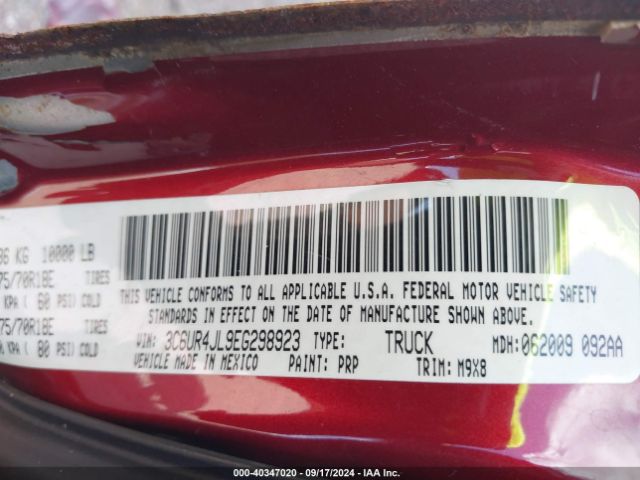 36 KG 10000 LB
75/70R18E TIRES
KPA ( 60 PSI) COLD
75/70R18E TIRES
0 KPA ( 80 PSI) COLD
THIS VEHICLE CONFORMS TO ALL APPLICABLE U.S.A. FEDERAL MOTOR VEHICLE SAFETY
STANDARDS IN EFFECT ON THE DATE OF MANUFACTURE SHOWN ABOVE.
VIN: 3C6UR4JL9EG298923 TYPE: TRUCK MDH: 062009 092AA
VEHICLE MADE IN MEXICO PAINT: PRP TRIM: M9X8
000-40347020 - 09/17/2024 - IAA Inc.